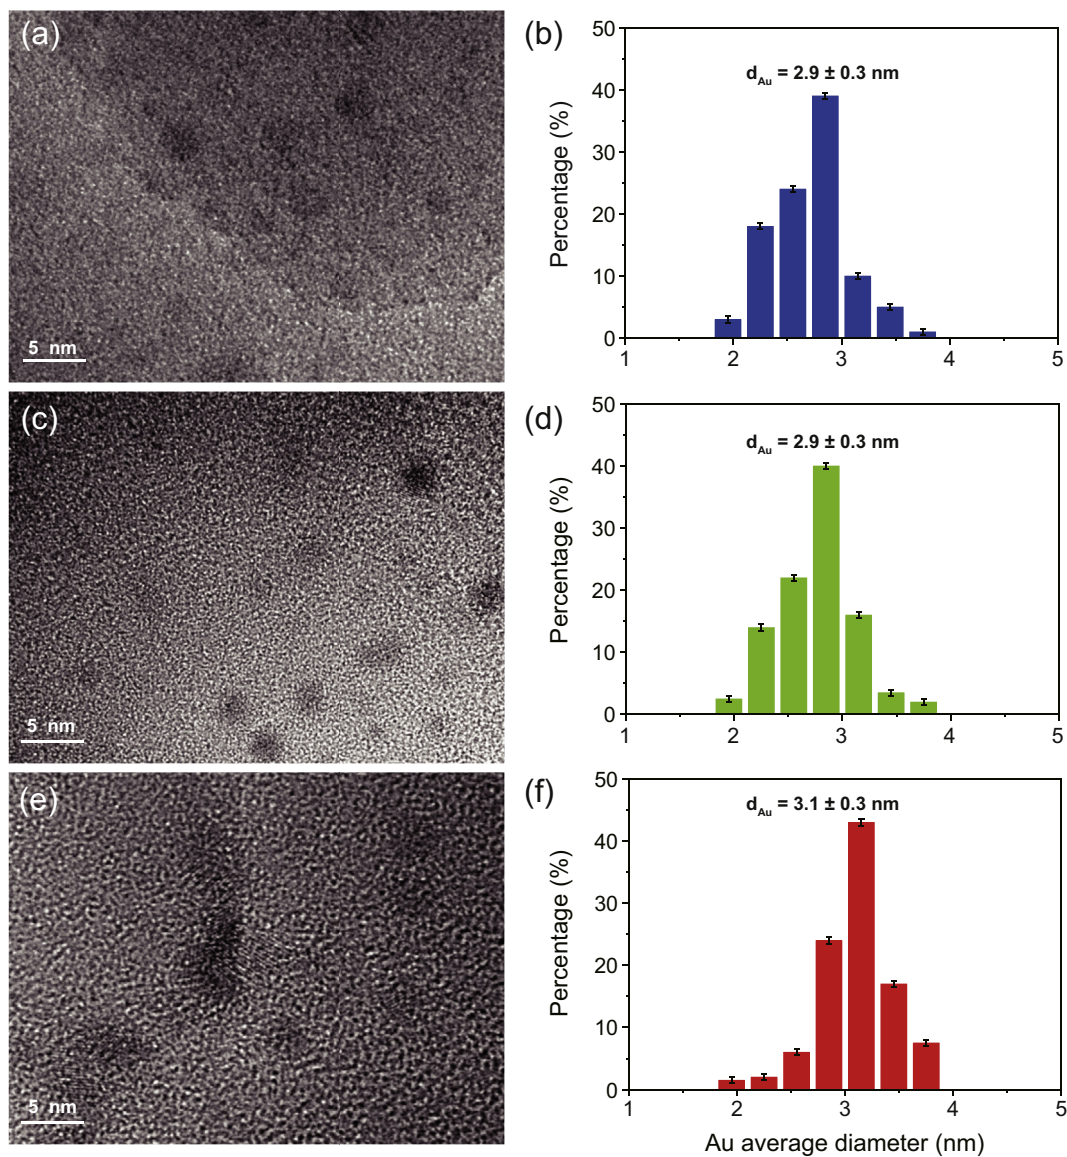 (a)
5 nm
(b)
50
40
30
20
10
0
Percentage (%)
d_Au = 2.9 ± 0.3 nm
1 2 3 4 5
(c)
5 nm
(d)
50
40
30
20
10
0
Percentage (%)
d_Au = 2.9 ± 0.3 nm
1 2 3 4 5
(e)
5 nm
(f)
50
40
30
20
10
0
Percentage (%)
d_Au = 3.1 ± 0.3 nm
1 2 3 4 5
Au average diameter (nm)